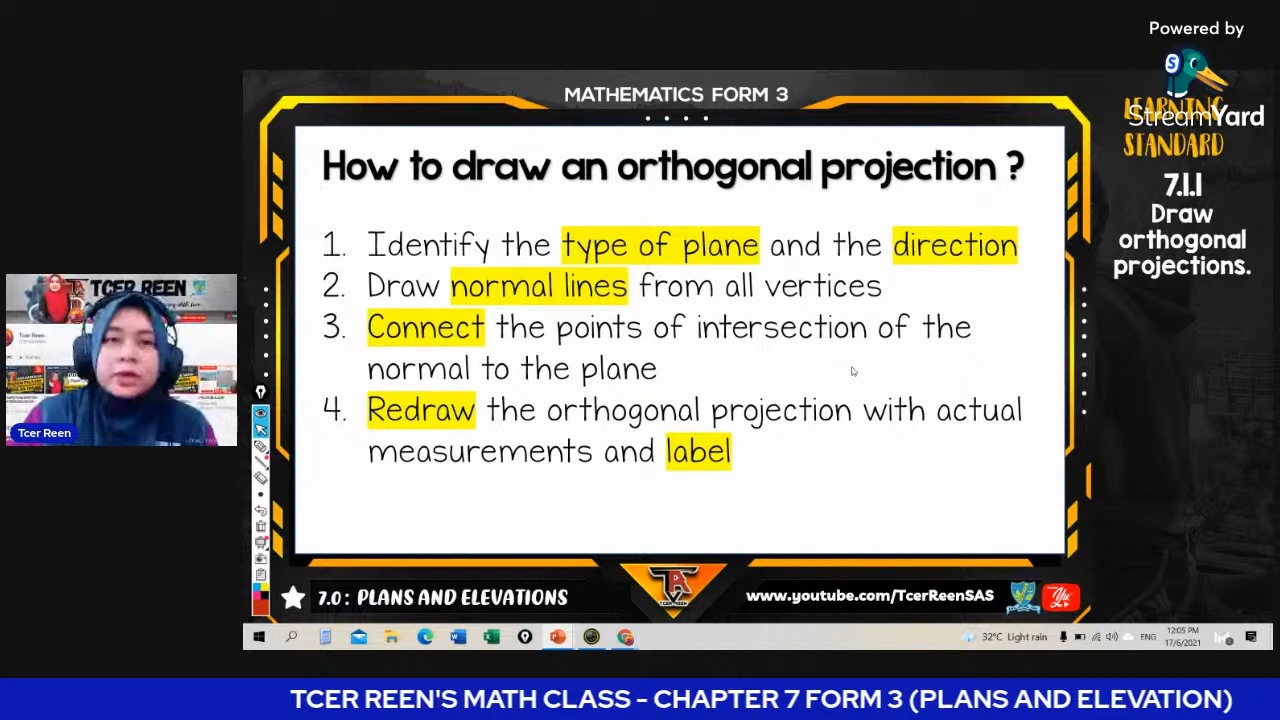 Powered by
StreamYard
LEARNING
STANDARD
7.1.1
Draw
orthogonal
projections.
MATHEMATICS FORM 3
How to draw an orthogonal projection ?
1. Identify the type of plane and the direction
2. Draw normal lines from all vertices
3. Connect the points of intersection of the
normal to the plane
4. Redraw the orthogonal projection with actual
measurements and label
TCER REEN
Tcer Reen
Tcer Reen
7.0 : PLANS AND ELEVATIONS
TCER REEN
www.youtube.com/TcerReenSAS
32°C Light rain
ENG
12:05 PM
17/6/2021
TCER REEN'S MATH CLASS - CHAPTER 7 FORM 3 (PLANS AND ELEVATION)